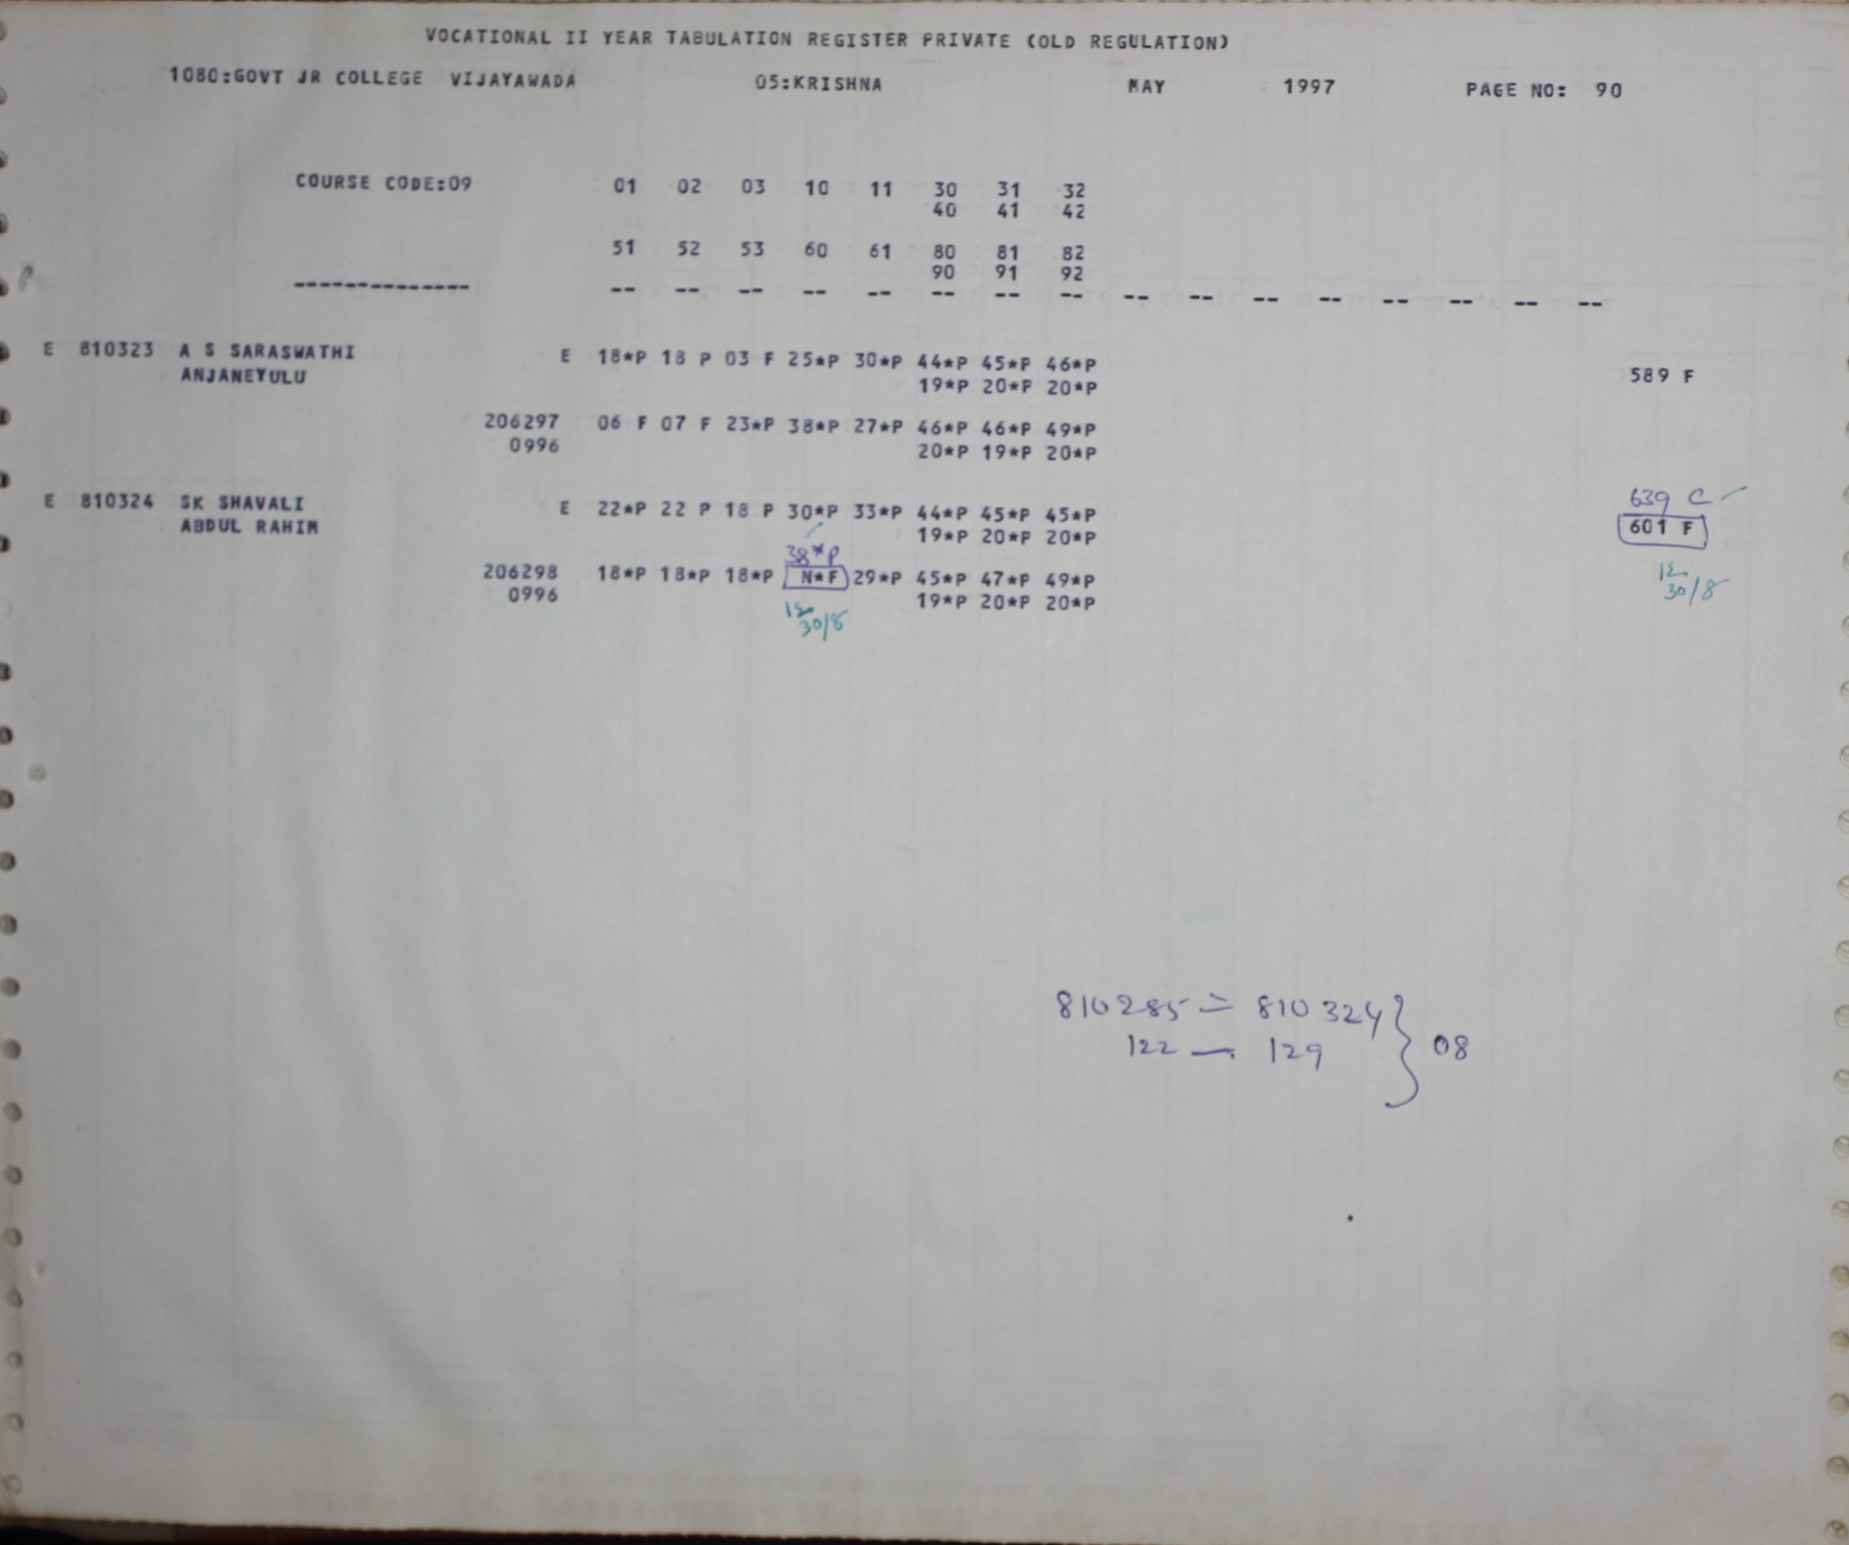 VOCATIONAL II YEAR TABULATION REGISTER PRIVATE (OLD REGULATION)
1080:GOVT JR COLLEGE VIJAYAWADA 05:KRISHNA MAY 1997 PAGE NO: 90
COURSE CODE:09 01 02 03 10 11 30 31 32
40 41 42
51 52 53 60 61 80 81 82
90 91 92
-------------- -- -- -- -- -- -- -- -- -- -- -- -- -- -- -- --
E 810323 A S SARASWATHI E 18*P 18 P 03 F 25*P 30*P 44*P 45*P 46*P
ANJANEYULU 19*P 20*P 20*P 589 F
206297 06 F 07 F 23*P 38*P 27*P 46*P 46*P 49*P
0996 20*P 19*P 20*P
639 C
E 810324 SK SHAVALI E 22*P 22 P 18 P 30*P 33*P 44*P 45*P 45*P
ABDUL RAHIM 19*P 20*P 20*P 601 F
38*P
206298 18*P 18*P 18*P N*F 29*P 45*P 47*P 49*P
0996 19*P 20*P 20*P
30/8 30/8
810285 - 810324
122 — 129 } 08